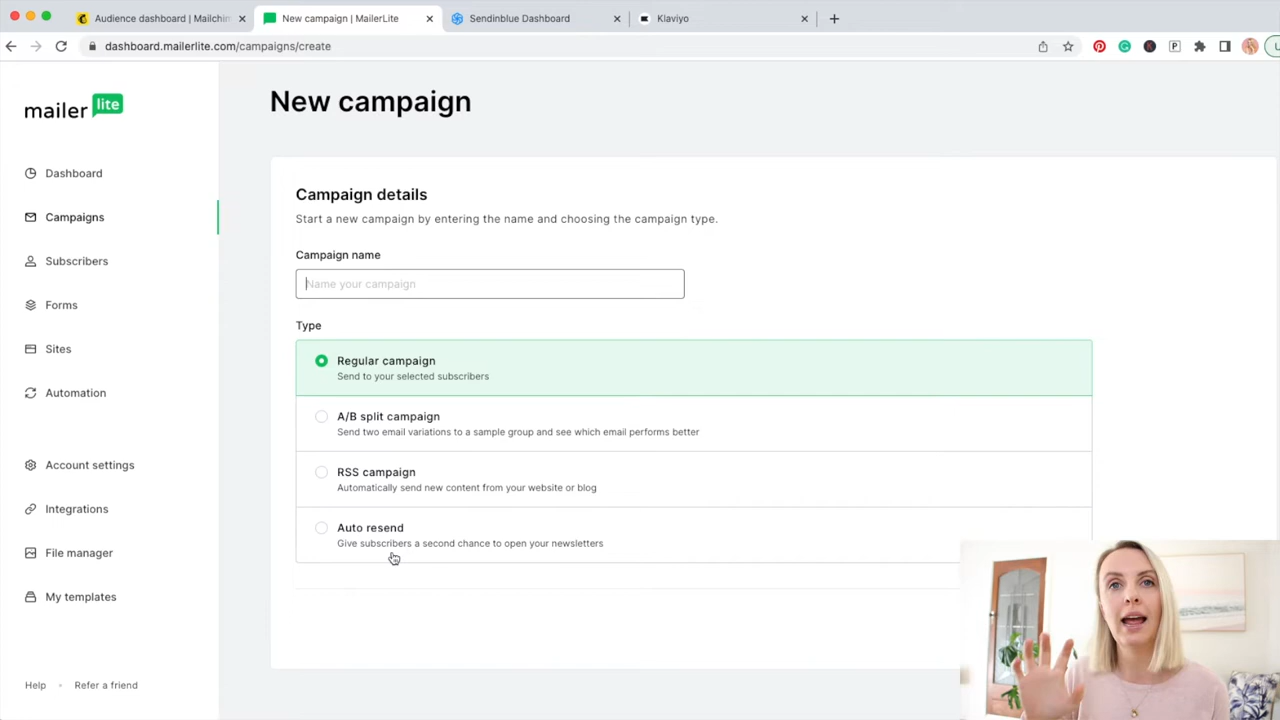 Audience dashboard | Mailchim
New campaign | MailerLite
Sendinblue Dashboard
Klaviyo
dashboard.mailerlite.com/campaigns/create
mailer lite
Dashboard
Campaigns
Subscribers
Forms
Sites
Automation
Account settings
Integrations
File manager
My templates
Help
Refer a friend
New campaign
Campaign details
Start a new campaign by entering the name and choosing the campaign type.
Campaign name
Name your campaign
Type
Regular campaign
Send to your selected subscribers
A/B split campaign
Send two email variations to a sample group and see which email performs better
RSS campaign
Automatically send new content from your website or blog
Auto resend
Give subscribers a second chance to open your newsletters